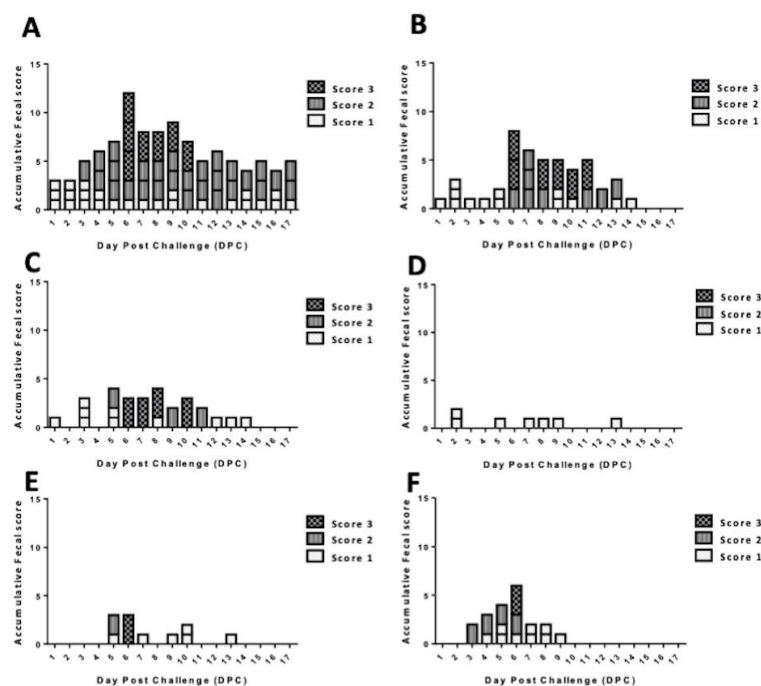 A
Accumulative Fecal score
15
10
5
0
1 2 3 4 5 6 7 8 9 10 11 12 13 14 15 16 17
Day Post Challenge (DPC)
Score 3
Score 2
Score 1
B
Accumulative Fecal score
15
10
5
0
1 2 3 4 5 6 7 8 9 10 11 12 13 14 15 16 17
Day Post Challenge (DPC)
Score 3
Score 2
Score 1
C
Accumulative Fecal score
15
10
5
0
1 2 3 4 5 6 7 8 9 10 11 12 13 14 15 16 17
Day Post Challenge (DPC)
Score 3
Score 2
Score 1
D
Accumulative Fecal score
15
10
5
0
1 2 3 4 5 6 7 8 9 10 11 12 13 14 15 16 17
Day Post Challenge (DPC)
Score 3
Score 2
Score 1
E
Accumulative Fecal score
15
10
5
0
1 2 3 4 5 6 7 8 9 10 11 12 13 14 15 16 17
Day Post Challenge (DPC)
Score 3
Score 2
Score 1
F
Accumulative Fecal score
15
10
5
0
1 2 3 4 5 6 7 8 9 10 11 12 13 14 15 16 17
Day Post Challenge (DPC)
Score 3
Score 2
Score 1